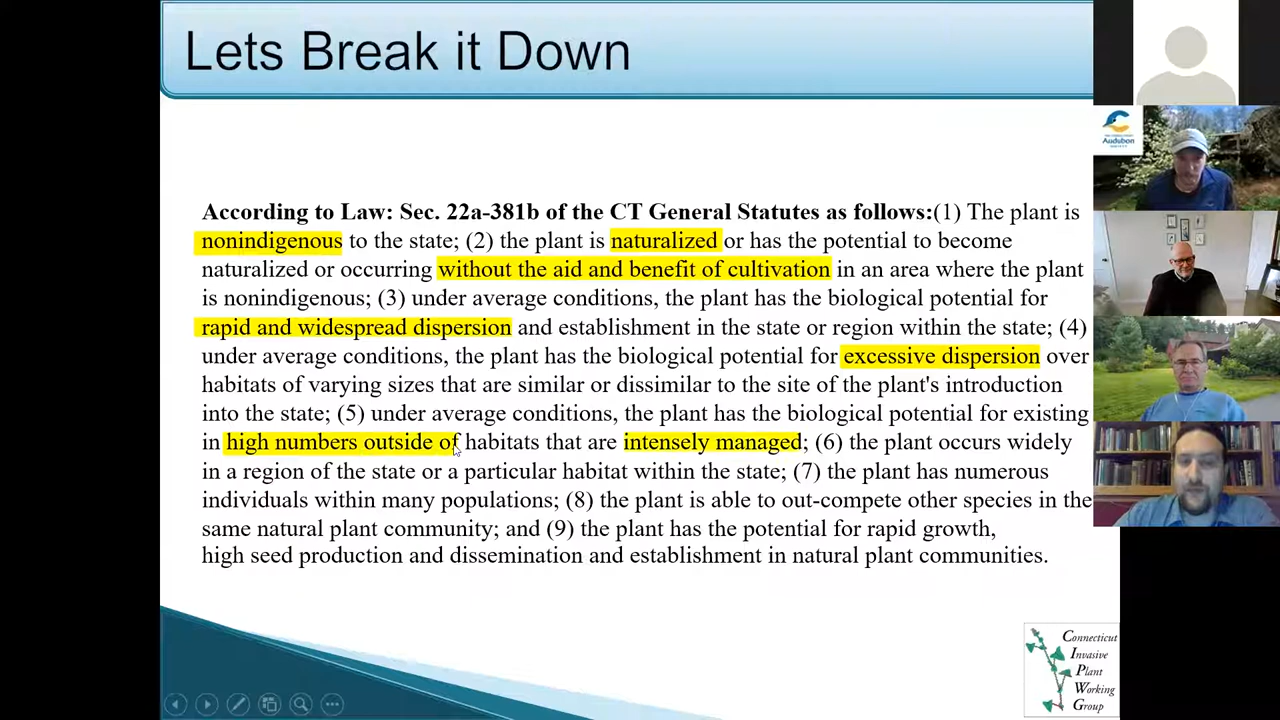 Lets Break it Down
According to Law: Sec. 22a-381b of the CT General Statutes as follows:(1) The plant is
nonindigenous to the state; (2) the plant is naturalized or has the potential to become
naturalized or occurring without the aid and benefit of cultivation in an area where the plant
is nonindigenous; (3) under average conditions, the plant has the biological potential for
rapid and widespread dispersion and establishment in the state or region within the state; (4)
under average conditions, the plant has the biological potential for excessive dispersion over
habitats of varying sizes that are similar or dissimilar to the site of the plant's introduction
into the state; (5) under average conditions, the plant has the biological potential for existing
in high numbers outside of habitats that are intensely managed; (6) the plant occurs widely
in a region of the state or a particular habitat within the state; (7) the plant has numerous
individuals within many populations; (8) the plant is able to out-compete other species in the
same natural plant community; and (9) the plant has the potential for rapid growth,
high seed production and dissemination and establishment in natural plant communities.
Audubon
Connecticut
Invasive
Plant
Working
Group